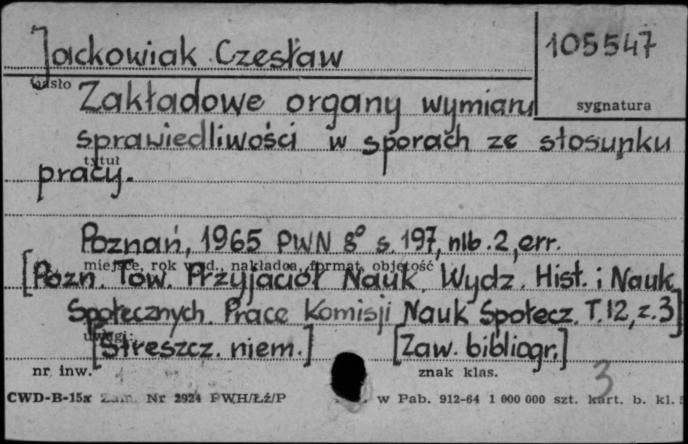 Jackowiak Czesław
105547
hasło
Zakładowe organy wymiaru
sygnatura
sprawiedliwości w sporach ze stosunku
tytuł
pracy.
Poznań, 1965 PWN 8° s. 197, nlb. 2, err.
miejsce, rok wyd., nakładca, format, objętość
[Pozn. Tow. Przyjaciół Nauk. Wydz. Hist. i Nauk
Społecznych. Prace Komisji Nauk Społecz. T. 12, z. 3]
uwagi:
[Streszcz. niem.] [Zaw. bibliogr.]
nr inw. znak klas.
3
CWD-B-15x Zam. Nr 2924 PWH/Łź/P w Pab. 912-64 1 000 000 szt. kart. b. kl.